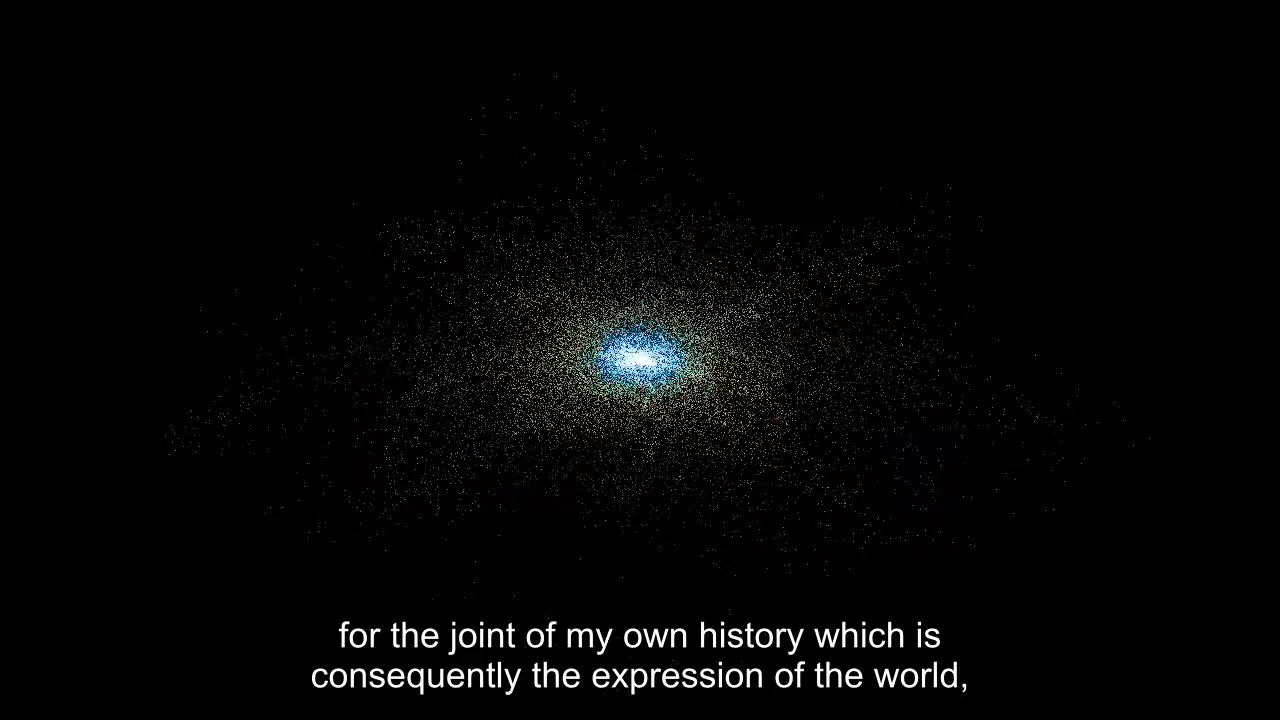 for the joint of my own history which is
consequently the expression of the world,